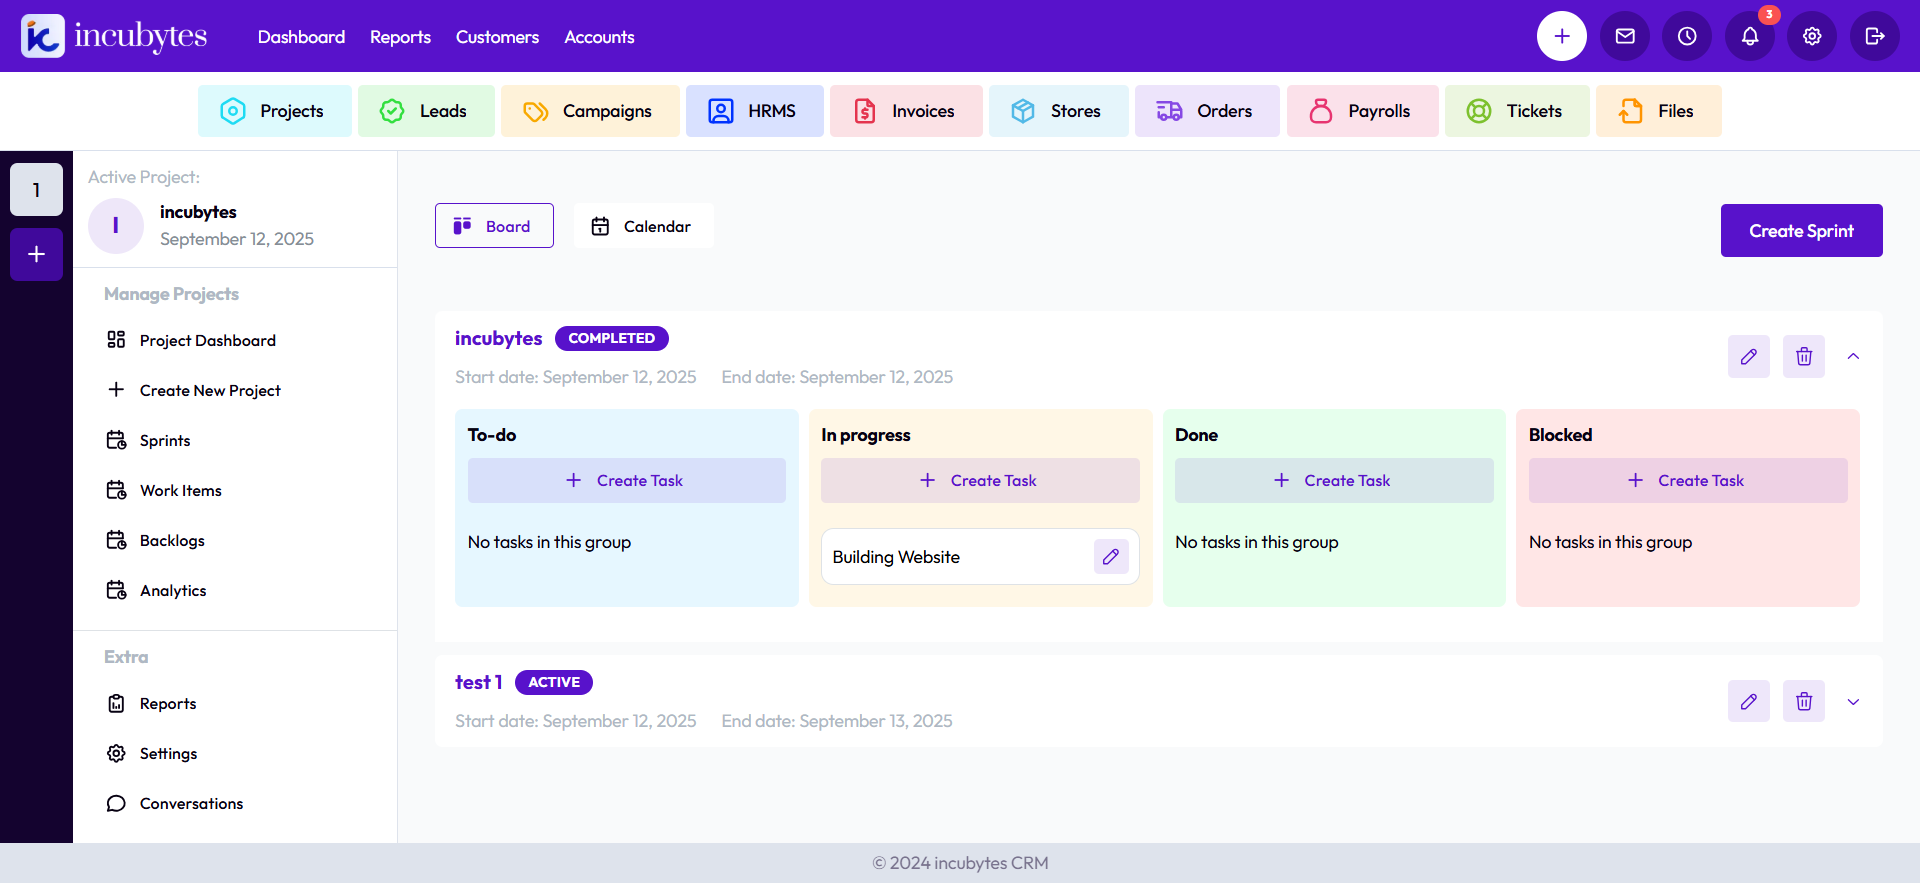 incubytes Dashboard Reports Customers Accounts 3
Projects Leads Campaigns HRMS Invoices Stores Orders Payrolls Tickets Files
1
Active Project:
I
incubytes
September 12, 2025
Manage Projects
Project Dashboard
Create New Project
Sprints
Work Items
Backlogs
Analytics
Extra
Reports
Settings
Conversations
Board Calendar Create Sprint
incubytes COMPLETED
Start date: September 12, 2025 End date: September 12, 2025
To-do In progress Done Blocked
Create Task Create Task Create Task Create Task
No tasks in this group Building Website No tasks in this group No tasks in this group
test 1 ACTIVE
Start date: September 12, 2025 End date: September 13, 2025
© 2024 incubytes CRM